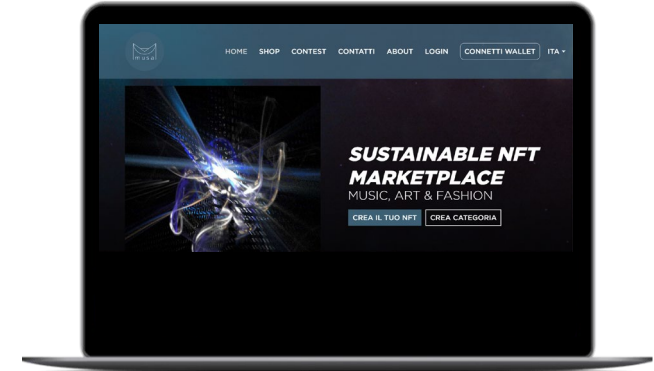 musa
HOME SHOP CONTEST CONTATTI ABOUT LOGIN CONNETTI WALLET ITA
SUSTAINABLE NFT
MARKETPLACE
MUSIC, ART & FASHION
CREA IL TUO NFT CREA CATEGORIA